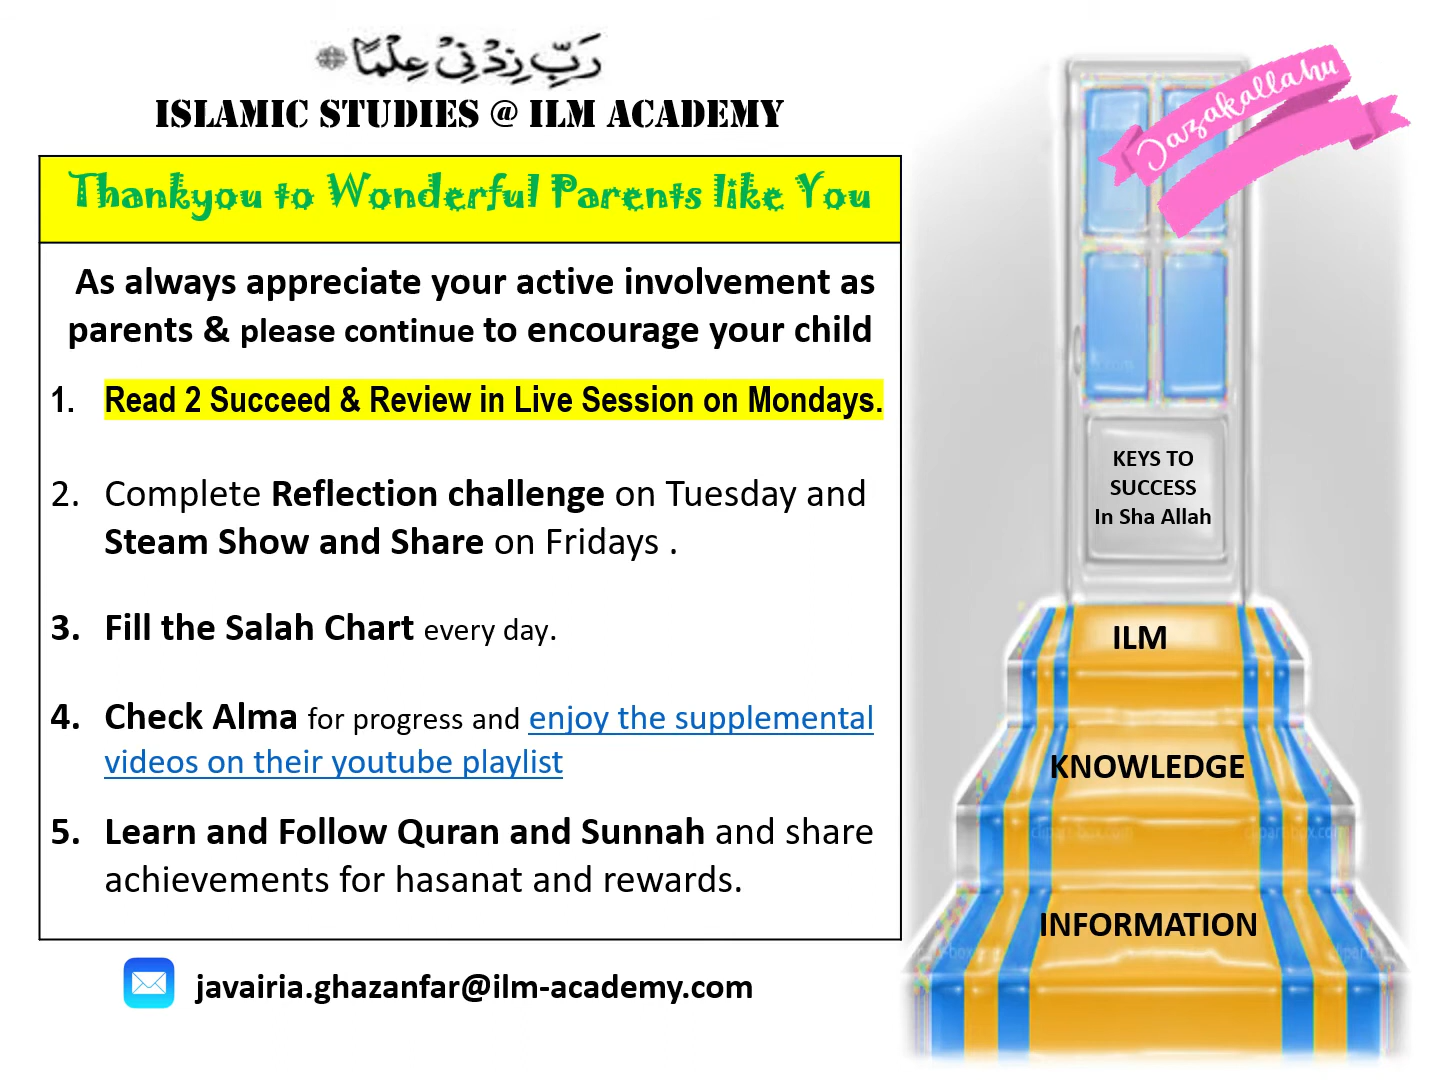 رَبِّ زِدْنِیْ عِلْمًا
ISLAMIC STUDIES @ ILM ACADEMY
Thankyou to Wonderful Parents like You
As always appreciate your active involvement as
parents & please continue to encourage your child
1. Read 2 Succeed & Review in Live Session on Mondays.
2. Complete Reflection challenge on Tuesday and
Steam Show and Share on Fridays .
3. Fill the Salah Chart every day.
4. Check Alma for progress and enjoy the supplemental
videos on their youtube playlist
5. Learn and Follow Quran and Sunnah and share
achievements for hasanat and rewards.
javairia.ghazanfar@ilm-academy.com
Jazakallahu
KEYS TO
SUCCESS
In Sha Allah
ILM
KNOWLEDGE
INFORMATION